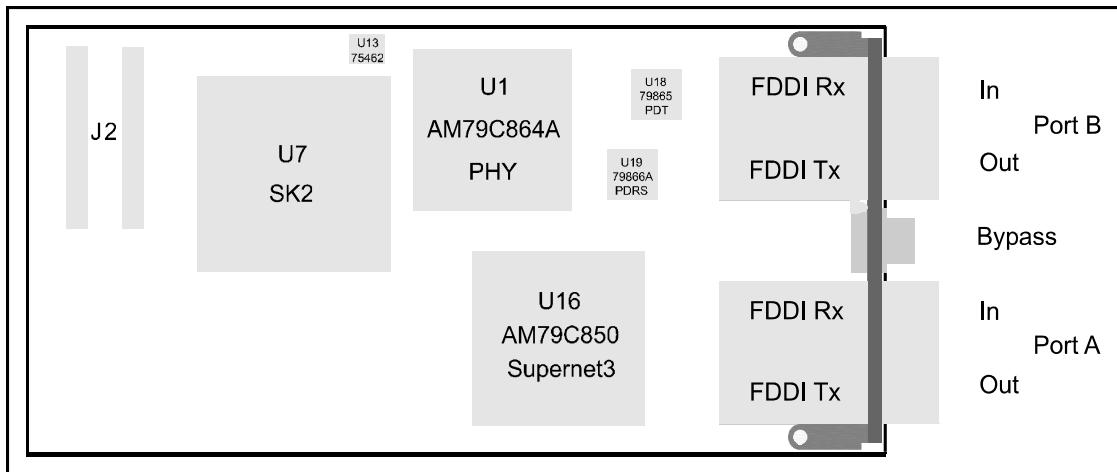 J2
U13
75462
U7
SK2
U1
AM79C864A
PHY
U18
79865
PDT
U19
79866A
PDRS
FDDI Rx
FDDI Tx
In
Port B
Out
Bypass
U16
AM79C850
Supernet3
FDDI Rx
FDDI Tx
In
Port A
Out